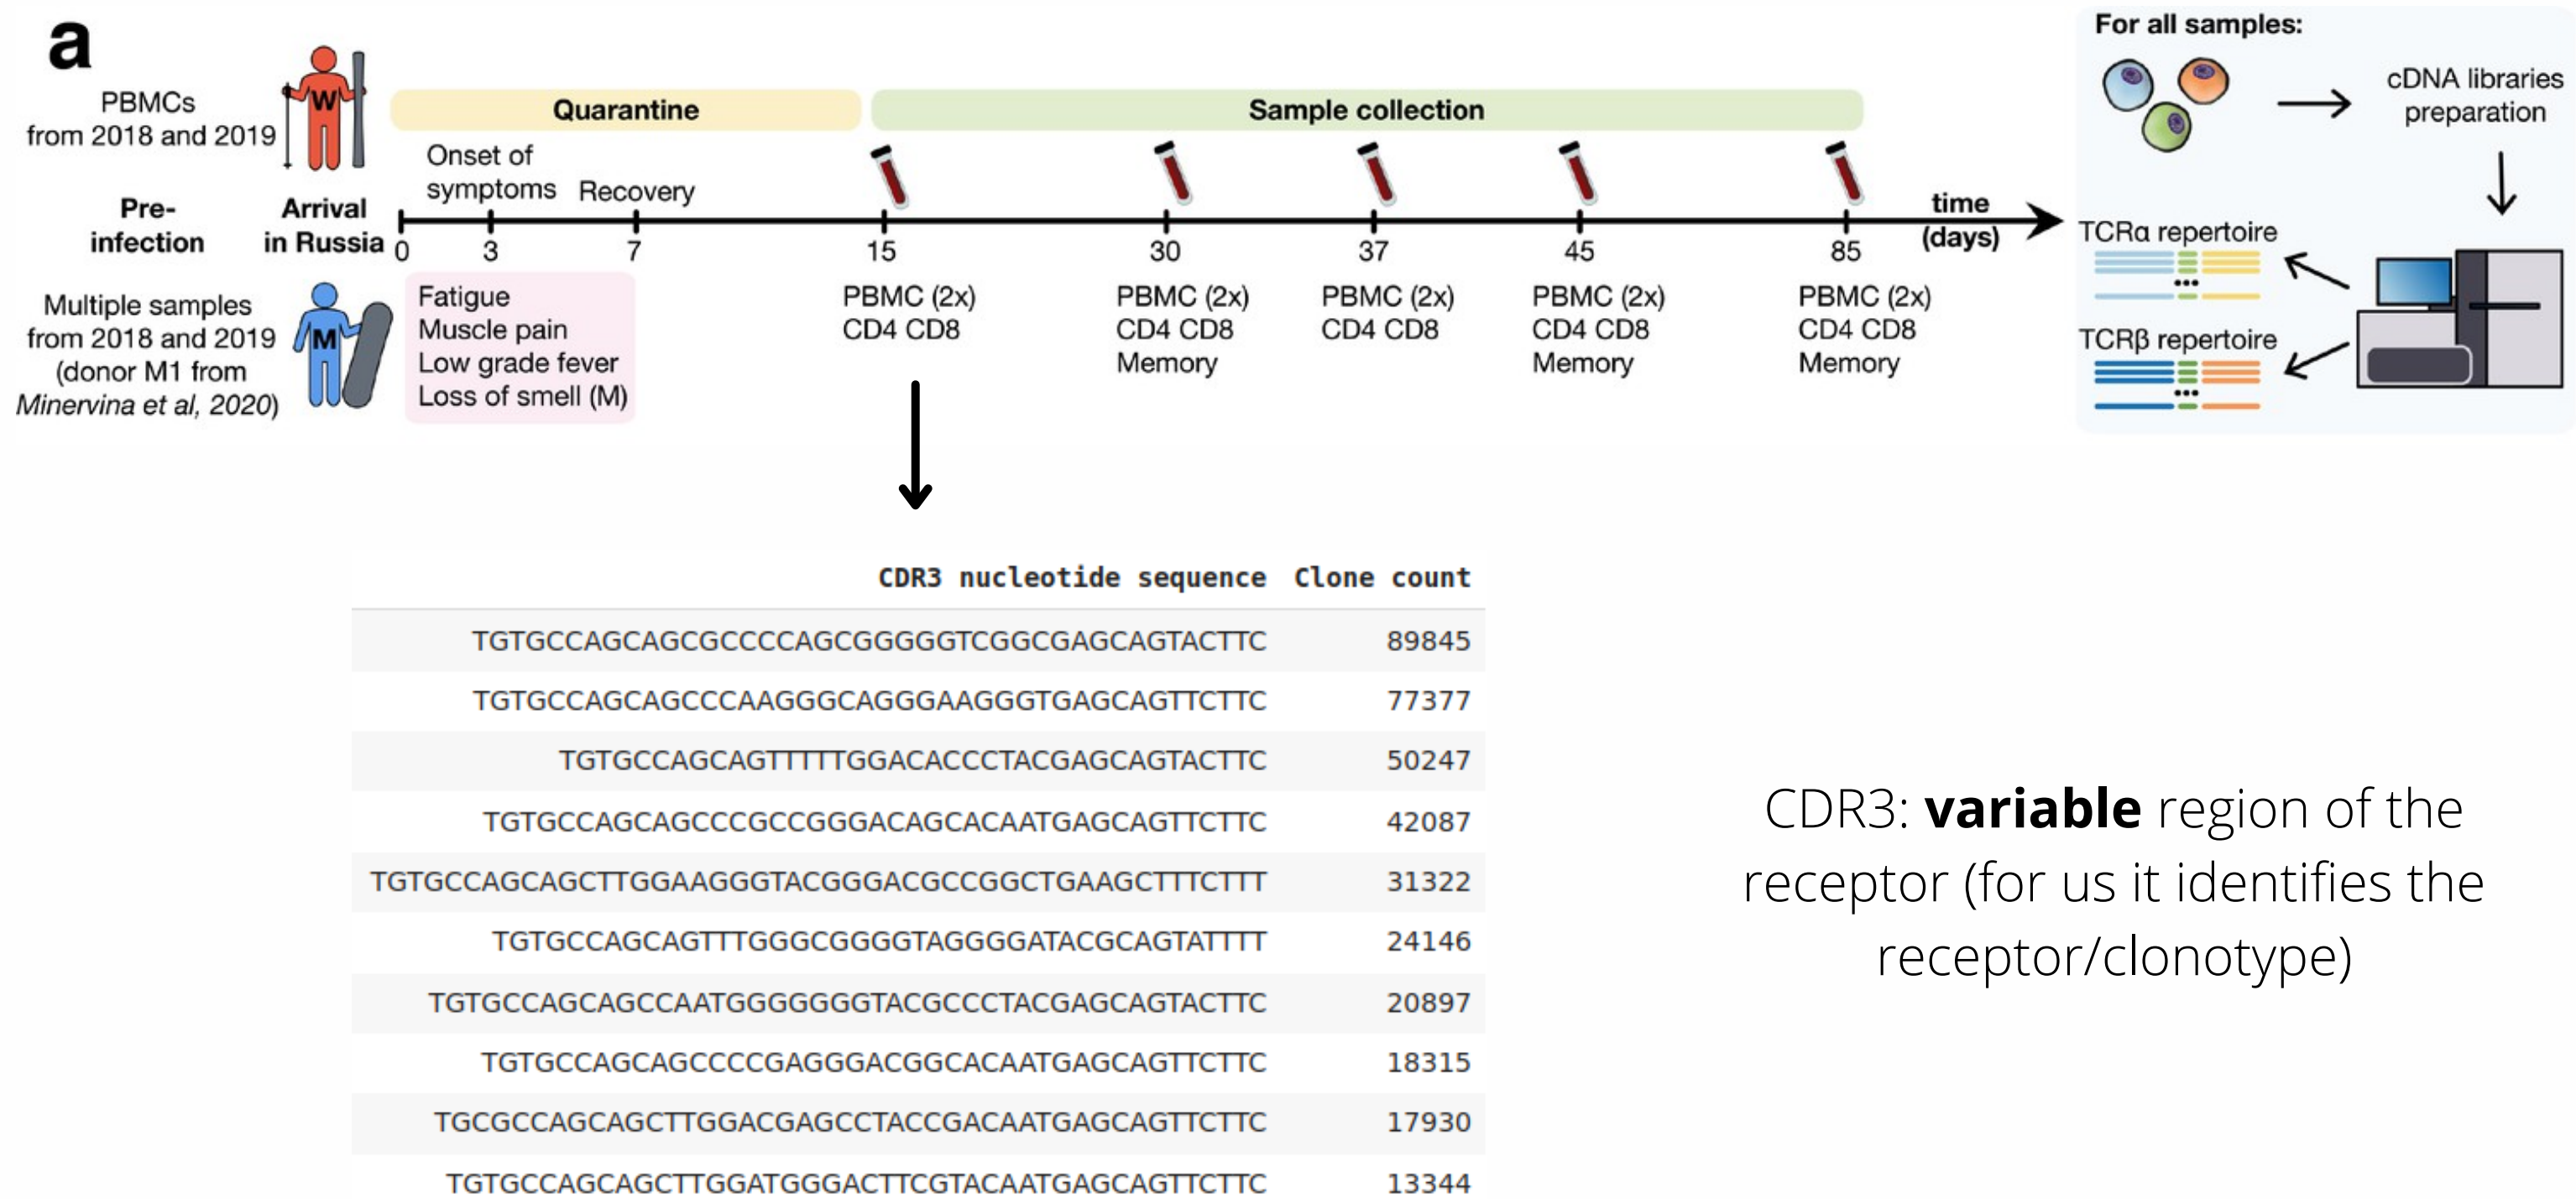 a
PBMCs
from 2018 and 2019
W
Pre-
infection
Arrival
in Russia
Multiple samples
from 2018 and 2019
(donor M1 from
Minervina et al, 2020)
M
Quarantine
Sample collection
Onset of
symptoms
Recovery
0 3 7 15 30 37 45 85
time
(days)
Fatigue
Muscle pain
Low grade fever
Loss of smell (M)
PBMC (2x)
CD4 CD8
PBMC (2x)
CD4 CD8
Memory
PBMC (2x)
CD4 CD8
PBMC (2x)
CD4 CD8
Memory
PBMC (2x)
CD4 CD8
Memory
For all samples:
cDNA libraries
preparation
TCRα repertoire
...
TCRβ repertoire
...
CDR3 nucleotide sequence Clone count
TGTGCCAGCAGCGCCCCAGCGGGGGTCGGCGAGCAGTACTTC 89845
TGTGCCAGCAGCCCAAGGGCAGGGAAGGGTGAGCAGTTCTTC 77377
TGTGCCAGCAGTTTTTGGACACCCTACGAGCAGTACTTC 50247
TGTGCCAGCAGCCCGCCGGGACAGCACAATGAGCAGTTCTTC 42087
TGTGCCAGCAGCTTGGAAGGGTACGGGACGCCGGCTGAAGCTTTCTTT 31322
TGTGCCAGCAGTTTGGGCGGGGTAGGGGATACGCAGTATTTT 24146
TGTGCCAGCAGCCAATGGGGGGGTACGCCCTACGAGCAGTACTTC 20897
TGTGCCAGCAGCCCCGAGGGACGGCACAATGAGCAGTTCTTC 18315
TGCGCCAGCAGCTTGGACGAGCCTACCGACAATGAGCAGTTCTTC 17930
TGTGCCAGCAGCTTGGATGGGACTTCGTACAATGAGCAGTTCTTC 13344
CDR3: variable region of the
receptor (for us it identifies the
receptor/clonotype)